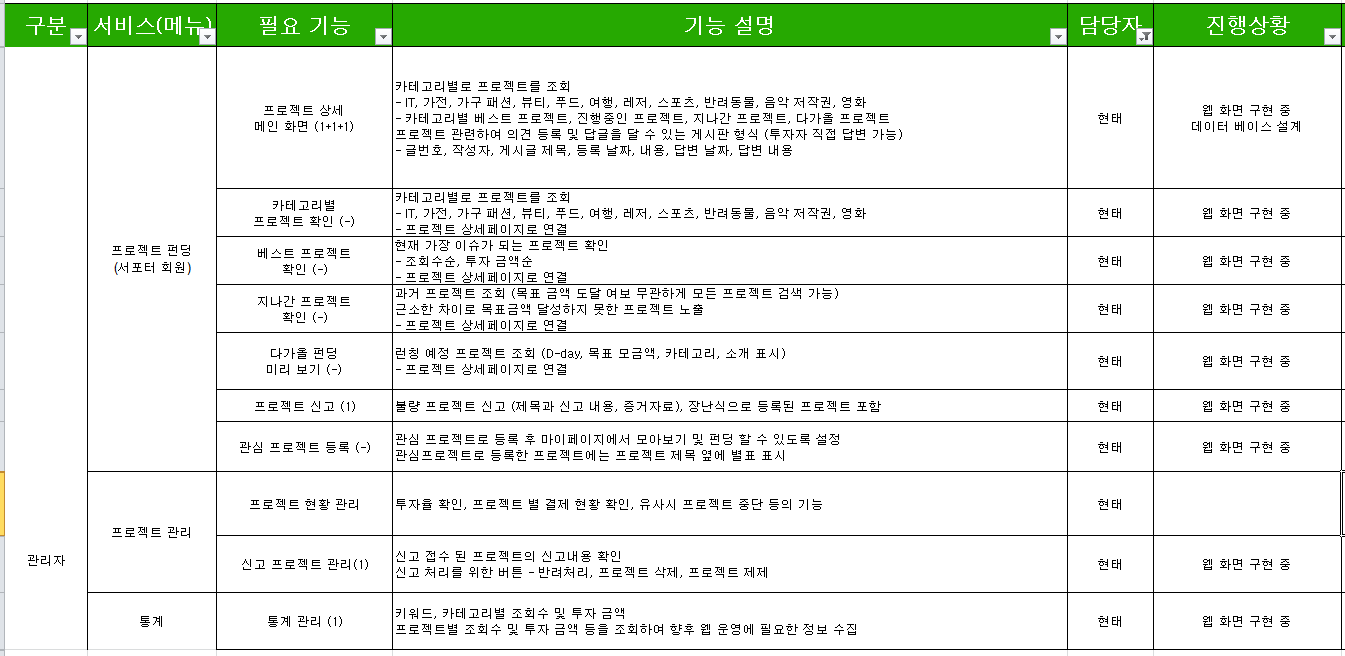 구분 서비스(메뉴) 필요 기능 기능 설명 담당자 진행상황
프로젝트 펀딩
(서포터 회원)
프로젝트 상세
메인 화면 (1+1+1)
카테고리별로 프로젝트를 조회
- IT, 가전, 가구 패션, 뷰티, 푸드, 여행, 레저, 스포츠, 반려동물, 음악 저작권, 영화
- 카테고리별 베스트 프로젝트, 진행중인 프로젝트, 지나간 프로젝트, 다가올 프로젝트
프로젝트 관련하여 의견 등록 및 답글을 달 수 있는 게시판 형식 (투자자 직접 답변 가능)
- 글번호, 작성자, 게시글 제목, 등록 날짜, 내용, 답변 날짜, 답변 내용
현태
웹 화면 구현 중
데이터 베이스 설계
카테고리별
프로젝트 확인 (-)
카테고리별로 프로젝트를 조회
- IT, 가전, 가구 패션, 뷰티, 푸드, 여행, 레저, 스포츠, 반려동물, 음악 저작권, 영화
- 프로젝트 상세페이지로 연결
현태
웹 화면 구현 중
베스트 프로젝트
확인 (-)
현재 가장 이슈가 되는 프로젝트 확인
- 조회수순, 투자 금액순
- 프로젝트 상세페이지로 연결
현태
웹 화면 구현 중
지나간 프로젝트
확인 (-)
과거 프로젝트 조회 (목표 금액 도달 여보 무관하게 모든 프로젝트 검색 가능)
근소한 차이로 목표금액 달성하지 못한 프로젝트 노출
- 프로젝트 상세페이지로 연결
현태
웹 화면 구현 중
다가올 펀딩
미리 보기 (-)
런칭 예정 프로젝트 조회 (D-day, 목표 모금액, 카테고리, 소개 표시)
- 프로젝트 상세페이지로 연결
현태
웹 화면 구현 중
프로젝트 신고 (1)
불량 프로젝트 신고 (제목과 신고 내용, 증거자료), 장난식으로 등록된 프로젝트 포함
현태
웹 화면 구현 중
관심 프로젝트 등록 (-)
관심 프로젝트로 등록 후 마이페이지에서 모아보기 및 펀딩 할 수 있도록 설정
관심프로젝트로 등록한 프로젝트에는 프로젝트 제목 옆에 별표 표시
현태
웹 화면 구현 중
관리자
프로젝트 관리
프로젝트 현황 관리
투자율 확인, 프로젝트 별 결제 현황 확인, 유사시 프로젝트 중단 등의 기능
현태
신고 프로젝트 관리(1)
신고 접수 된 프로젝트의 신고내용 확인
신고 처리를 위한 버튼 - 반려처리, 프로젝트 삭제, 프로젝트 제제
현태
웹 화면 구현 중
통계
통계 관리 (1)
키워드, 카테고리별 조회수 및 투자 금액
프로젝트별 조회수 및 투자 금액 등을 조회하여 향후 웹 운영에 필요한 정보 수집
현태
웹 화면 구현 중